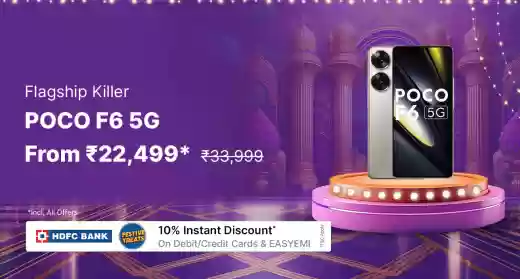 Flagship Killer
POCO F6 5G
From ₹22,499* ₹33,999
*Incl. All Offers
HDFC BANK
FESTIVE TREATS
10% Instant Discount*
On Debit/Credit Cards & EASYEMI
POCO
F6 5G